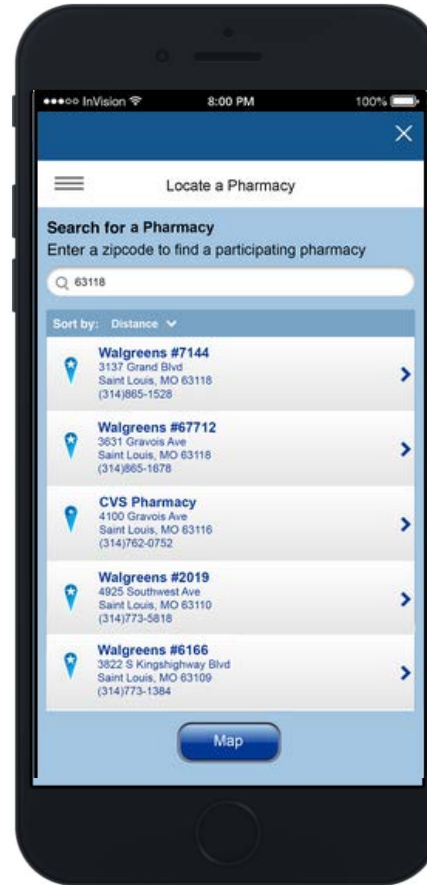 InVision 8:00 PM 100%
Locate a Pharmacy
Search for a Pharmacy
Enter a zipcode to find a participating pharmacy
63118
Sort by: Distance
Walgreens #7144
3137 Grand Blvd
Saint Louis, MO 63118
(314)865-1528
Walgreens #67712
3631 Gravois Ave
Saint Louis, MO 63118
(314)865-1678
CVS Pharmacy
4100 Gravois Ave
Saint Louis, MO 63116
(314)762-0752
Walgreens #2019
4925 Southwest Ave
Saint Louis, MO 63110
(314)773-5818
Walgreens #6166
3822 S Kingshighway Blvd
Saint Louis, MO 63109
(314)773-1384
Map